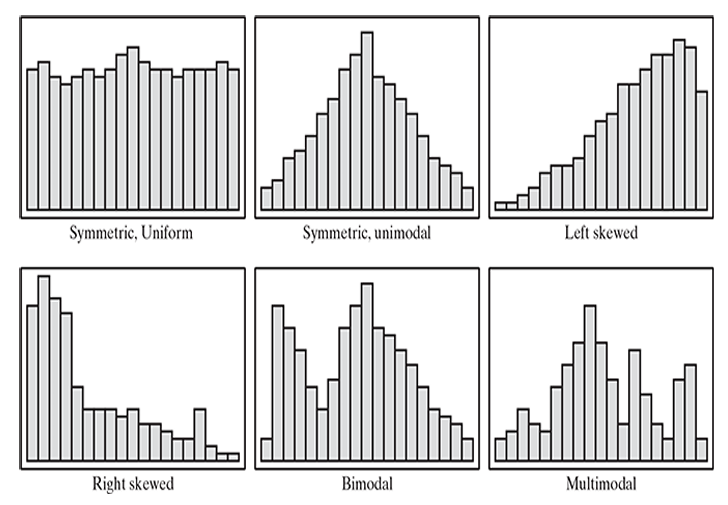 Symmetric, Uniform
Symmetric, unimodal
Left skewed
Right skewed
Bimodal
Multimodal